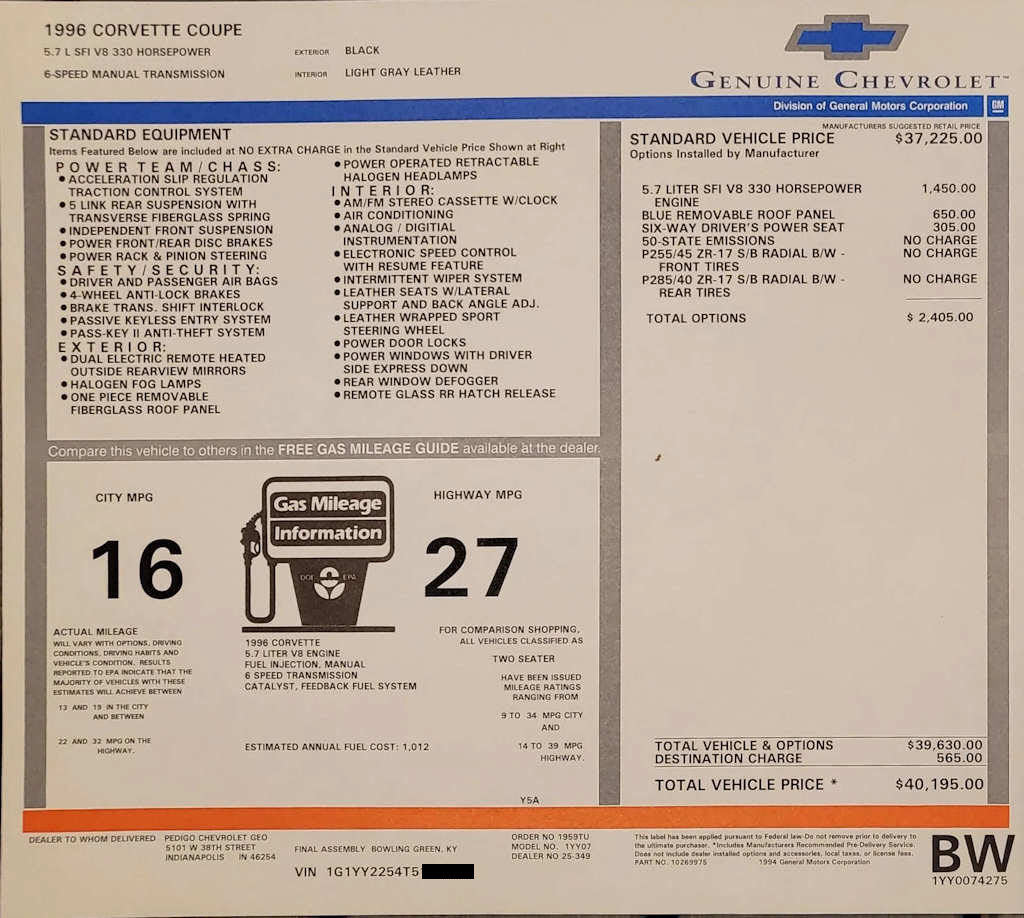 1996 CORVETTE COUPE
5.7 L SFI V8 330 HORSEPOWER
6-SPEED MANUAL TRANSMISSION
EXTERIOR BLACK
INTERIOR LIGHT GRAY LEATHER
GENUINE CHEVROLET™
Division of General Motors Corporation GM
STANDARD EQUIPMENT
Items Featured Below are included at NO EXTRA CHARGE in the Standard Vehicle Price Shown at Right
POWER TEAM/CHASS:
● ACCELERATION SLIP REGULATION
TRACTION CONTROL SYSTEM
● 5 LINK REAR SUSPENSION WITH
TRANSVERSE FIBERGLASS SPRING
● INDEPENDENT FRONT SUSPENSION
● POWER FRONT/REAR DISC BRAKES
● POWER RACK & PINION STEERING
SAFETY/SECURITY:
● DRIVER AND PASSENGER AIR BAGS
● 4-WHEEL ANTI-LOCK BRAKES
● BRAKE TRANS. SHIFT INTERLOCK
● PASSIVE KEYLESS ENTRY SYSTEM
● PASS-KEY II ANTI-THEFT SYSTEM
EXTERIOR:
● DUAL ELECTRIC REMOTE HEATED
OUTSIDE REARVIEW MIRRORS
● HALOGEN FOG LAMPS
● ONE PIECE REMOVABLE
FIBERGLASS ROOF PANEL
● POWER OPERATED RETRACTABLE
HALOGEN HEADLAMPS
INTERIOR:
● AM/FM STEREO CASSETTE W/CLOCK
● AIR CONDITIONING
● ANALOG / DIGITIAL
INSTRUMENTATION
● ELECTRONIC SPEED CONTROL
WITH RESUME FEATURE
● INTERMITTENT WIPER SYSTEM
● LEATHER SEATS W/LATERAL
SUPPORT AND BACK ANGLE ADJ.
● LEATHER WRAPPED SPORT
STEERING WHEEL
● POWER DOOR LOCKS
● POWER WINDOWS WITH DRIVER
SIDE EXPRESS DOWN
● REAR WINDOW DEFOGGER
● REMOTE GLASS RR HATCH RELEASE
MANUFACTURERS SUGGESTED RETAIL PRICE
STANDARD VEHICLE PRICE $37,225.00
Options Installed by Manufacturer
5.7 LITER SFI V8 330 HORSEPOWER 1,450.00
ENGINE
BLUE REMOVABLE ROOF PANEL 650.00
SIX-WAY DRIVER'S POWER SEAT 305.00
50-STATE EMISSIONS NO CHARGE
P255/45 ZR-17 S/B RADIAL B/W - NO CHARGE
FRONT TIRES
P285/40 ZR-17 S/B RADIAL B/W - NO CHARGE
REAR TIRES
TOTAL OPTIONS $ 2,405.00
Compare this vehicle to others in the FREE GAS MILEAGE GUIDE available at the dealer.
CITY MPG
16
Gas Mileage
Information
DOE EPA
HIGHWAY MPG
27
ACTUAL MILEAGE
WILL VARY WITH OPTIONS, DRIVING
CONDITIONS, DRIVING HABITS AND
VEHICLE'S CONDITION. RESULTS
REPORTED TO EPA INDICATE THAT THE
MAJORITY OF VEHICLES WITH THESE
ESTIMATES WILL ACHIEVE BETWEEN
13 AND 19 IN THE CITY
AND BETWEEN
22 AND 32 MPG ON THE
HIGHWAY.
1996 CORVETTE
5.7 LITER V8 ENGINE
FUEL INJECTION, MANUAL
6 SPEED TRANSMISSION
CATALYST, FEEDBACK FUEL SYSTEM
ESTIMATED ANNUAL FUEL COST: 1,012
FOR COMPARISON SHOPPING,
ALL VEHICLES CLASSIFIED AS
TWO SEATER
HAVE BEEN ISSUED
MILEAGE RATINGS
RANGING FROM
9 TO 34 MPG CITY
AND
14 TO 39 MPG
HIGHWAY.
Y5A
TOTAL VEHICLE & OPTIONS $39,630.00
DESTINATION CHARGE 565.00
TOTAL VEHICLE PRICE * $40,195.00
DEALER TO WHOM DELIVERED PEDIGO CHEVROLET GEO
5101 W 38TH STREET
INDIANAPOLIS IN 46254
FINAL ASSEMBLY BOWLING GREEN, KY
VIN 1G1YY2254T5
ORDER NO 1959TU
MODEL NO. 1YY07
DEALER NO 25-349
This label has been applied pursuant to Federal law-Do not remove prior to delivery to
the ultimate purchaser. *Includes Manufacturers Recommended Pre-Delivery Service.
Does not include dealer installed options and accessories, local taxes, or license fees.
PART NO. 10269975 1994 General Motors Corporation
BW
1YY0074275